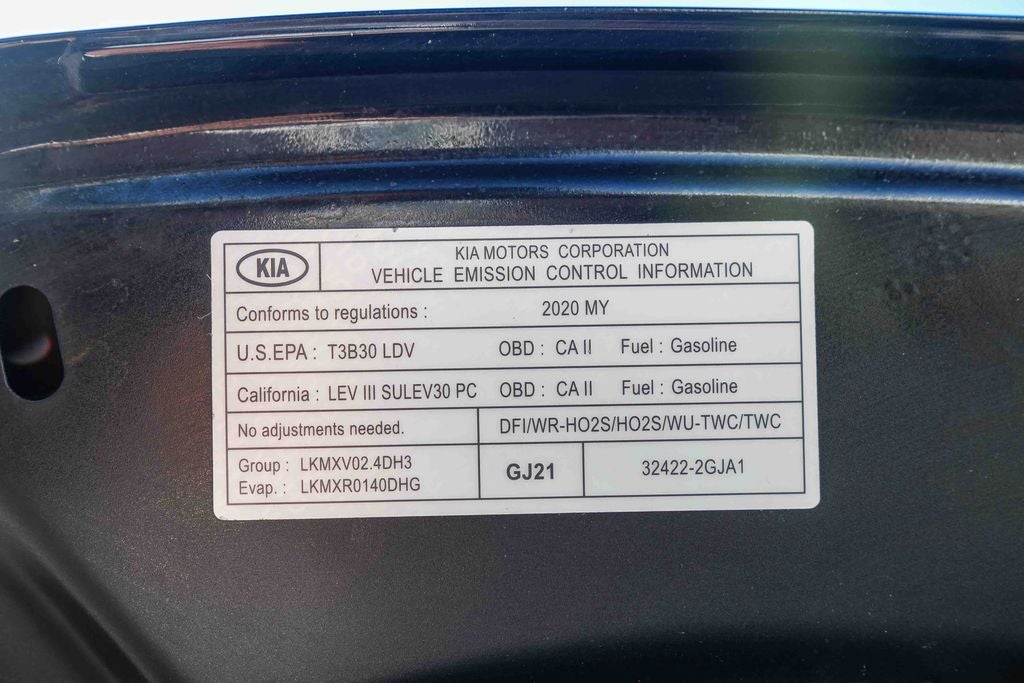 KIA
KIA MOTORS CORPORATION
VEHICLE EMISSION CONTROL INFORMATION
Conforms to regulations : 2020 MY
U.S.EPA : T3B30 LDV OBD : CA II Fuel : Gasoline
California : LEV III SULEV30 PC OBD : CA II Fuel : Gasoline
No adjustments needed. DFI/WR-HO2S/HO2S/WU-TWC/TWC
Group : LKMXV02.4DH3
Evap. : LKMXR0140DHG
GJ21
32422-2GJA1